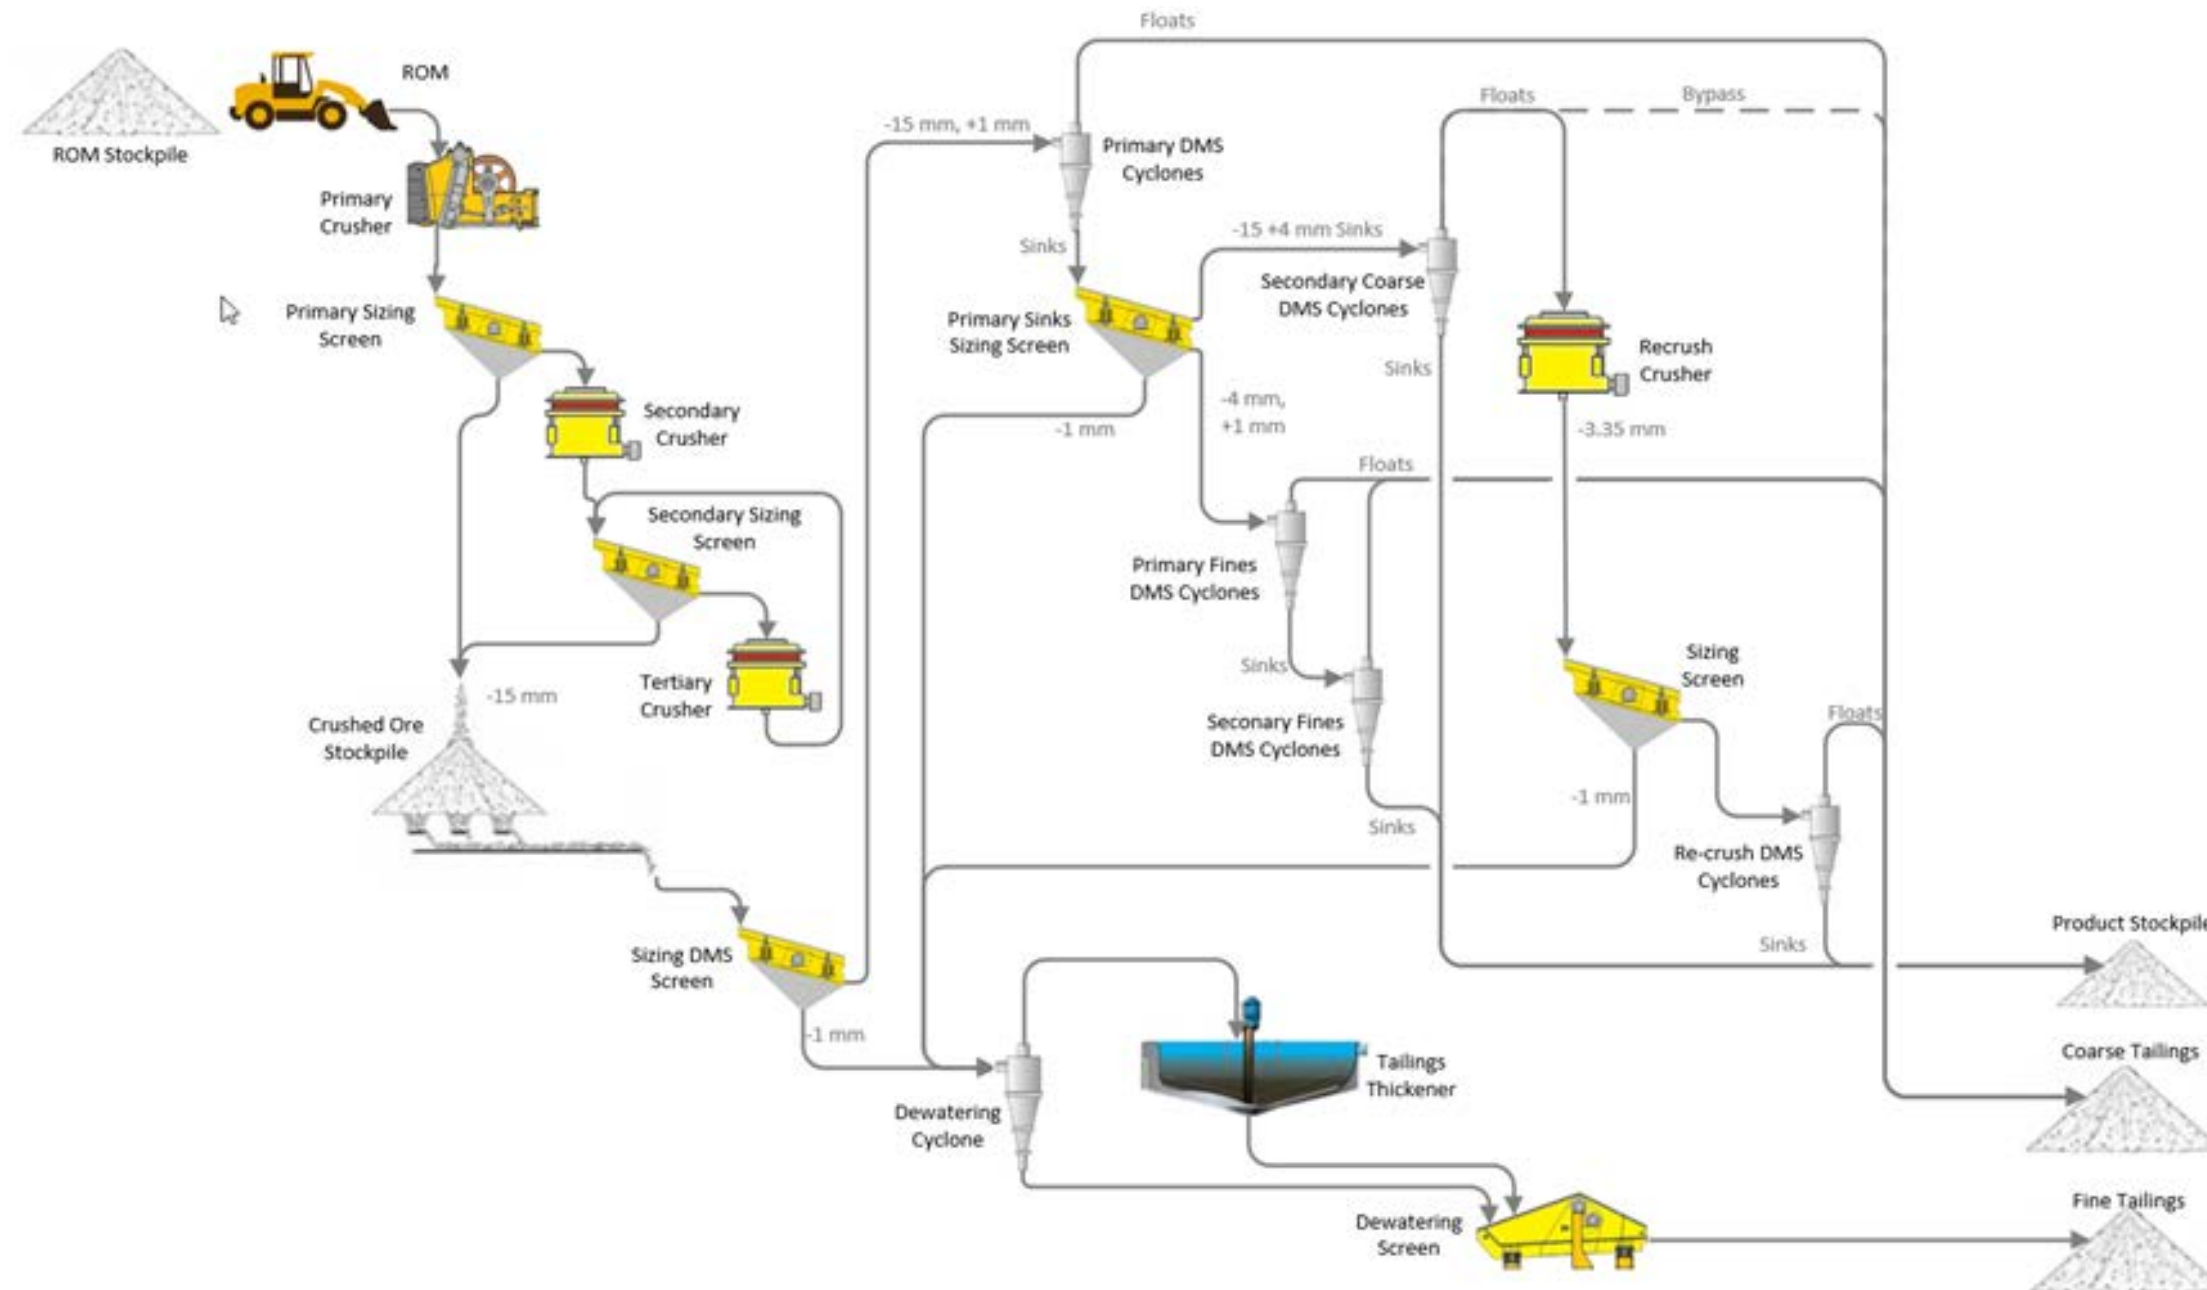 Floats
ROM
ROM Stockpile
Primary
Crusher
Primary Sizing
Screen
Secondary
Crusher
Secondary Sizing
Screen
Tertiary
Crusher
-15 mm
Crushed Ore
Stockpile
Sizing DMS
Screen
-1 mm
-15 mm, +1 mm
Primary DMS
Cyclones
Sinks
Primary Sinks
Sizing Screen
-1 mm
-15 +4 mm Sinks
-4 mm,
+1 mm
Secondary Coarse
DMS Cyclones
Floats
Bypass
Sinks
Recrush
Crusher
-3.35 mm
Floats
Primary Fines
DMS Cyclones
Sinks
Seconary Fines
DMS Cyclones
Sinks
Sizing
Screen
-1 mm
Floats
Re-crush DMS
Cyclones
Sinks
Product Stockpile
Coarse Tailings
Fine Tailings
Dewatering
Cyclone
Tailings
Thickener
Dewatering
Screen